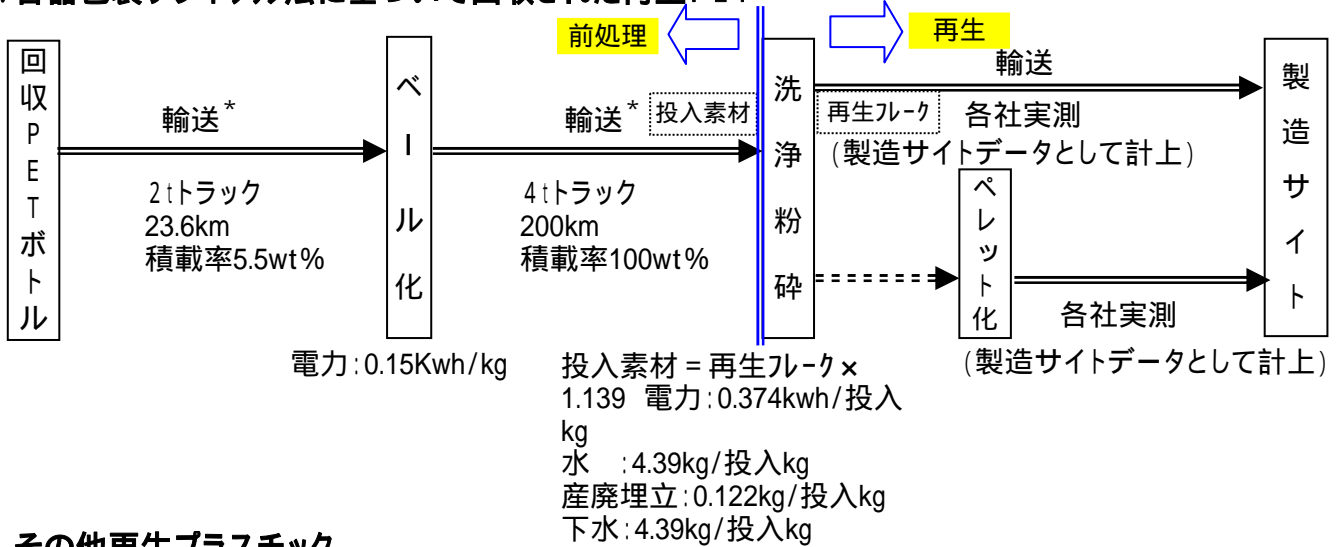 容器包装リサイクル法に基づいて回収された再生PET
前処理
再生
回収PETボトル
輸送*
2tトラック
23.6km
積載率5.5wt%
ベール化
電力:0.15Kwh/kg
輸送*
4tトラック
200km
積載率100wt%
投入素材
洗浄粉砕
投入素材=再生フレーク×
1.139 電力:0.374kwh/投入
kg
水 :4.39kg/投入kg
産廃埋立:0.122kg/投入kg
下水:4.39kg/投入kg
再生フレーク
輸送
各社実測
(製造サイトデータとして計上)
ペレット化
各社実測
(製造サイトデータとして計上)
製造サイト
その他再生プラスチック